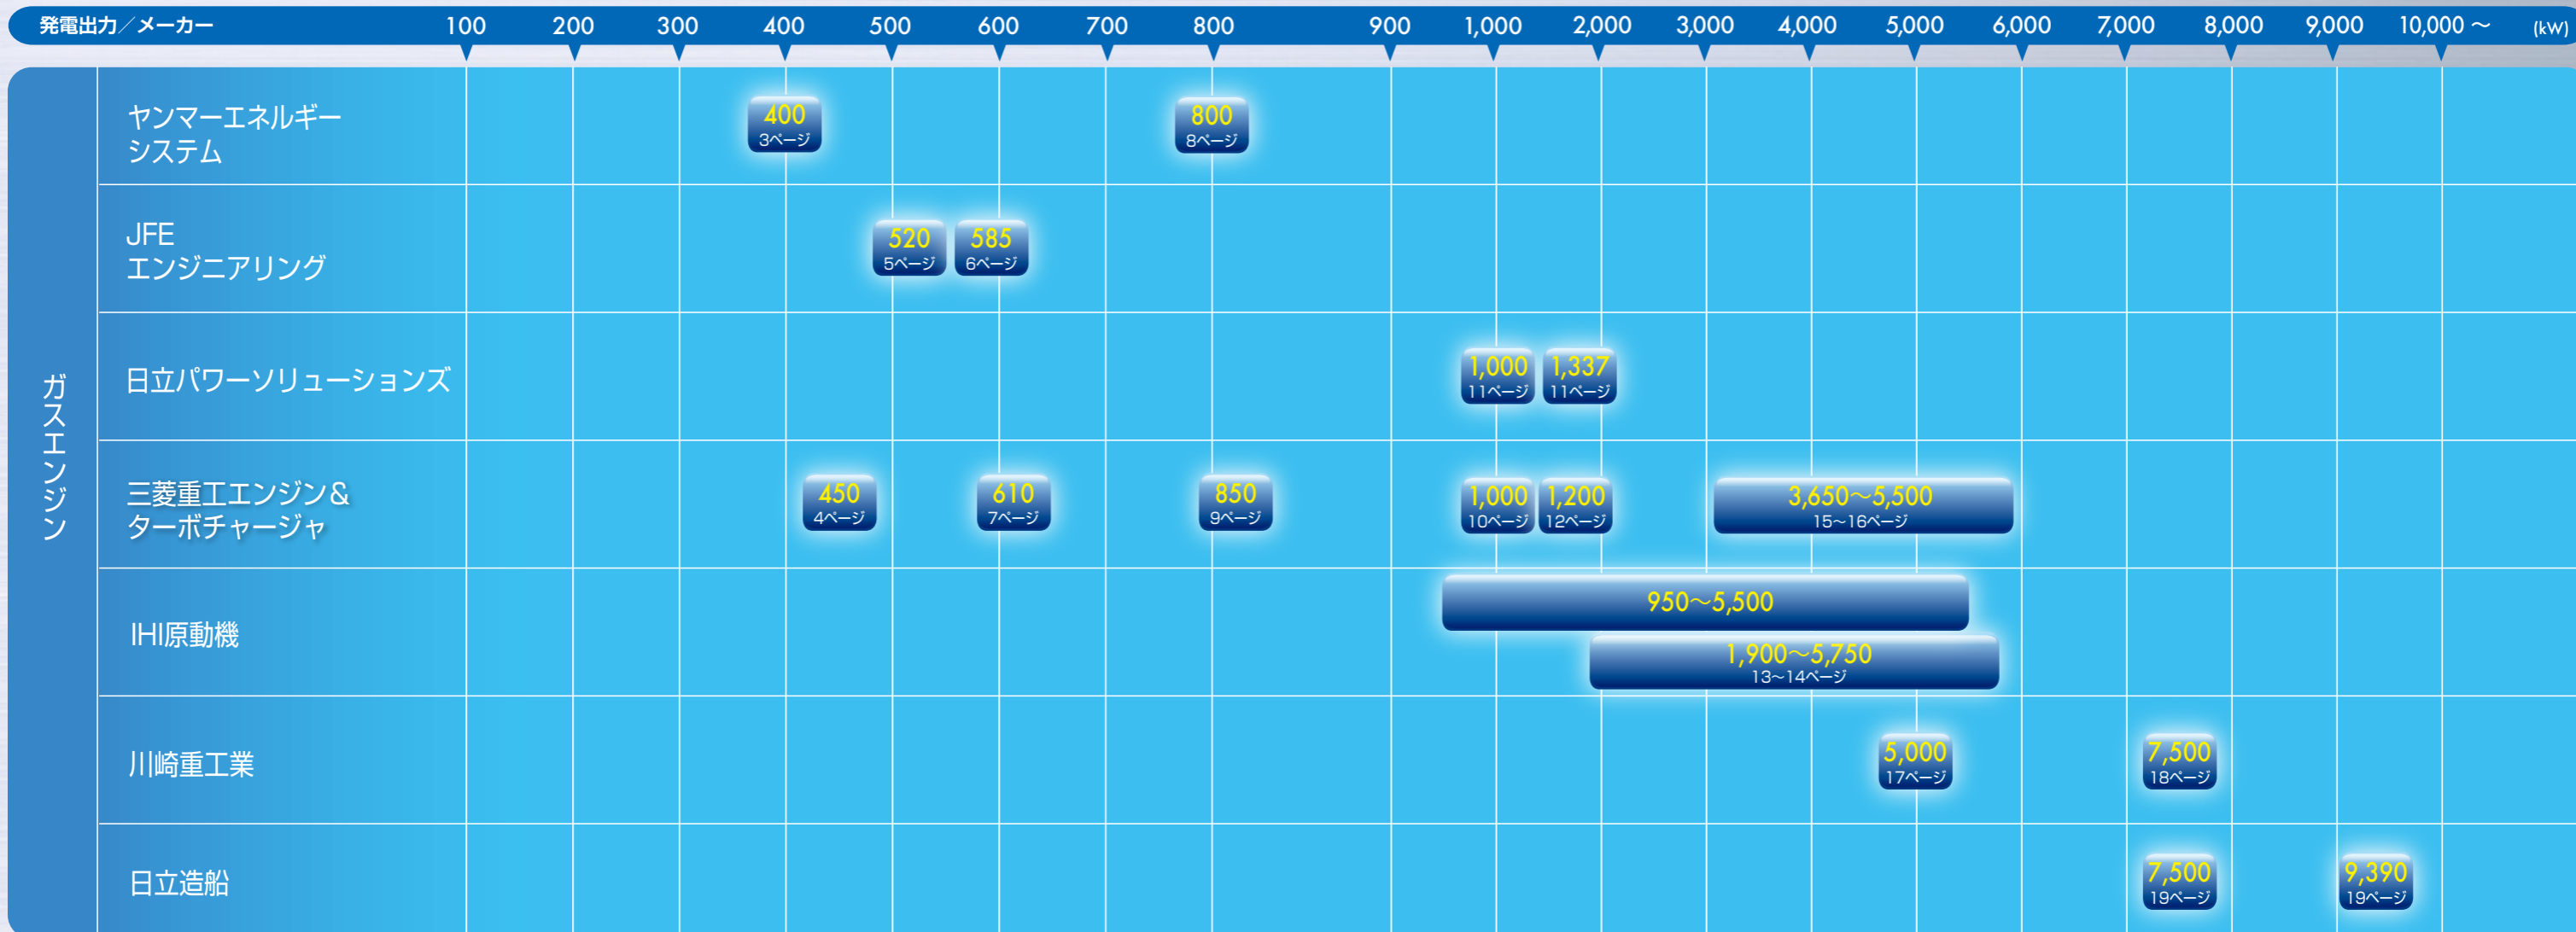 発電出力／メーカー 100 200 300 400 500 600 700 800 900 1,000 2,000 3,000 4,000 5,000 6,000 7,000 8,000 9,000 10,000 〜 (kW)
ガスエンジン
ヤンマーエネルギー
システム
400
3ページ
800
8ページ
JFE
エンジニアリング
520
5ページ
585
6ページ
日立パワーソリューションズ
1,000
11ページ
1,337
11ページ
三菱重工エンジン＆
ターボチャージャ
450
4ページ
610
7ページ
850
9ページ
1,000
10ページ
1,200
12ページ
3,650〜5,500
15〜16ページ
IHI原動機
950〜5,500
1,900〜5,750
13〜14ページ
川崎重工業
5,000
17ページ
7,500
18ページ
日立造船
7,500
19ページ
9,390
19ページ